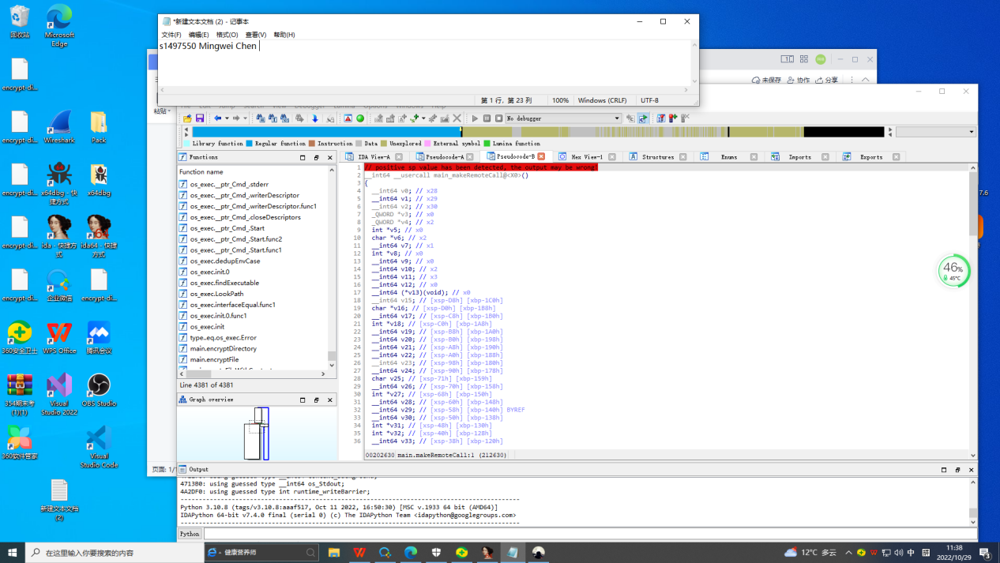 回收站
Microsoft
Edge
encrypt-di...
encrypt-di...
Wireshark
Pack
encrypt-di...
x64dbg - 快
捷方式
x64dbg
encrypt-di...
ida - 快捷方
式
ida64 - 快捷
方式
encrypt-di...
企业微信
encrypt-di...
360安全卫士
WPS Office
腾讯会议
354期末考
(1)(1)
Visual
Studio 2022
OBS Studio
360软件管家
Visual
Studio Code
新建文本文档
(2)
*新建文本文档 (2) - 记事本
文件(F) 编辑(E) 格式(O) 查看(V) 帮助(H)
s1497550 Mingwei Chen
第 1 行，第 23 列 100% Windows (CRLF) UTF-8
未保存 协作 分享
粘贴
No debugger
Library function Regular function Instruction Data Unexplored External symbol Lumina function
Functions
Function name
os_exec.__ptr_Cmd_.stderr
os_exec.__ptr_Cmd_.writerDescriptor
os_exec.__ptr_Cmd_.writerDescriptor.func1
os_exec.__ptr_Cmd_.closeDescriptors
os_exec.__ptr_Cmd_.Start
os_exec.__ptr_Cmd_.Start.func2
os_exec.__ptr_Cmd_.Start.func1
os_exec.dedupEnvCase
os_exec.init.0
os_exec.findExecutable
os_exec.LookPath
os_exec.interfaceEqual.func1
os_exec.init.0.func1
os_exec.init
type..eq.os_exec.Error
main.encryptDirectory
main.encryptFile
Line 4381 of 4381
Graph overview
IDA View-A Pseudocode-A Pseudocode-B Hex View-1 Structures Enums Imports Exports
1 // positive sp value has been detected, the output may be wrong!
2 __int64 __usercall main_makeRemoteCall@<X0>()
3 {
4 __int64 v0; // x28
5 __int64 v1; // x29
6 __int64 v2; // x30
7 _QWORD *v3; // x0
8 _QWORD *v4; // x2
9 int *v5; // x0
10 char *v6; // x2
11 __int64 v7; // x1
12 int *v8; // x0
13 __int64 v9; // x0
14 __int64 v10; // x2
15 __int64 v11; // x3
16 __int64 v12; // x0
17 __int64 (*v13)(void); // x0
18 __int64 v15; // [xsp-D8h] [xbp-1C0h]
19 char *v16; // [xsp-D0h] [xbp-1B8h]
20 __int64 v17; // [xsp-C8h] [xbp-1B0h]
21 int *v18; // [xsp-C0h] [xbp-1A8h]
22 __int64 v19; // [xsp-B8h] [xbp-1A0h]
23 __int64 v20; // [xsp-B0h] [xbp-198h]
24 __int64 v21; // [xsp-A8h] [xbp-190h]
25 __int64 v22; // [xsp-A0h] [xbp-188h]
26 __int64 v23; // [xsp-98h] [xbp-180h]
27 __int64 v24; // [xsp-90h] [xbp-178h]
28 char v25; // [xsp-71h] [xbp-159h]
29 __int64 v26; // [xsp-70h] [xbp-158h]
30 int *v27; // [xsp-68h] [xbp-150h]
31 __int64 v28; // [xsp-60h] [xbp-148h]
32 __int64 v29; // [xsp-58h] [xbp-140h] BYREF
33 __int64 v30; // [xsp-50h] [xbp-138h]
34 int *v31; // [xsp-48h] [xbp-130h]
35 int *v32; // [xsp-40h] [xbp-128h]
36 __int64 v33; // [xsp-38h] [xbp-120h]
00202630 main.makeRemoteCall:1 (212630)
页面: 1/1
Output
4713B0: using guessed type __int64 os_Stdout;
4A2DF0: using guessed type int runtime_writeBarrier;
Python 3.10.8 (tags/v3.10.8:aaaf517, Oct 11 2022, 16:50:30) [MSC v.1933 64 bit (AMD64)]
IDAPython 64-bit v7.4.0 final (serial 0) (c) The IDAPython Team <idapython@googlegroups.com>
Python
7.6
46%
45°C
在这里输入你要搜索的内容
健康营养师
12°C 多云
中
11:38
2022/10/29
3